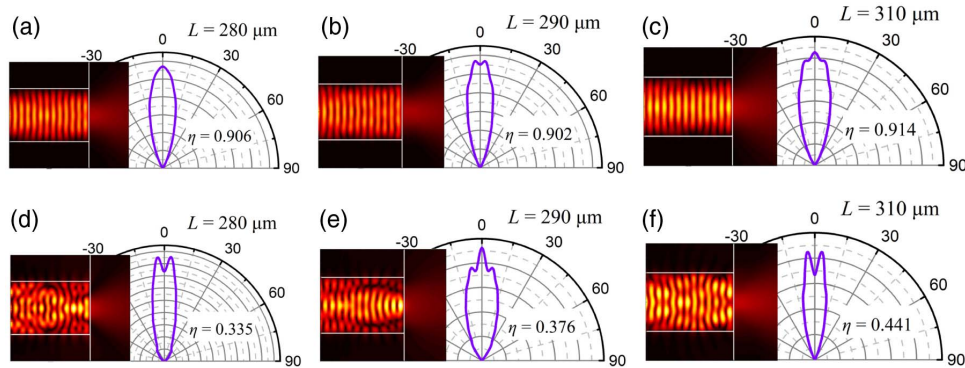 (a)
L = 280 μm
-30
0
30
60
90
η = 0.906
(b)
L = 290 μm
-30
0
30
60
90
η = 0.902
(c)
L = 310 μm
-30
0
30
60
90
η = 0.914
(d)
L = 280 μm
-30
0
30
60
90
η = 0.335
(e)
L = 290 μm
-30
0
30
60
90
η = 0.376
(f)
L = 310 μm
-30
0
30
60
90
η = 0.441